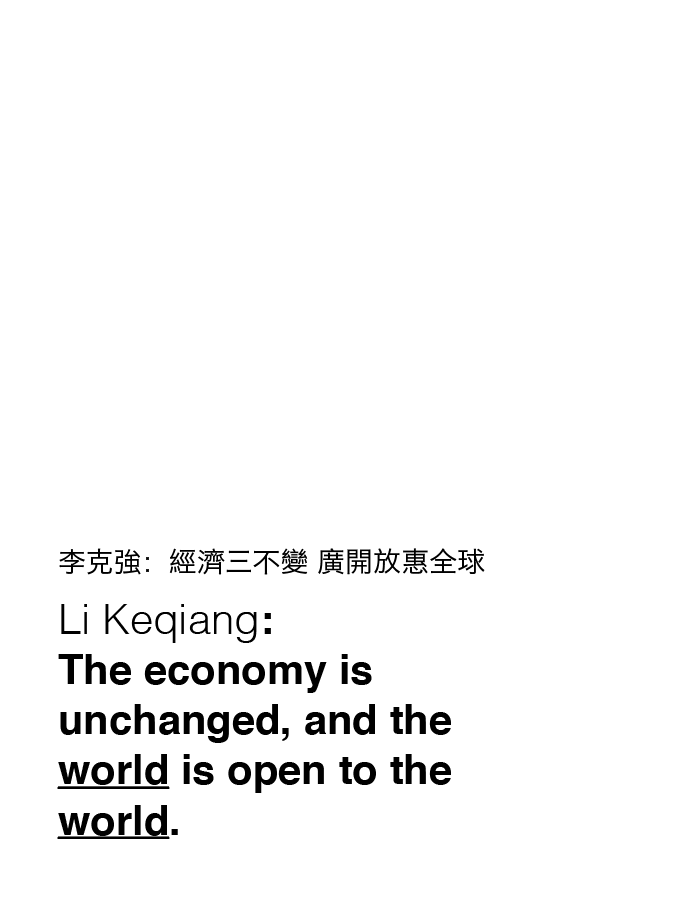 李克強：經濟三不變 廣開放惠全球
Li Keqiang:
The economy is
unchanged, and the
world is open to the
world.